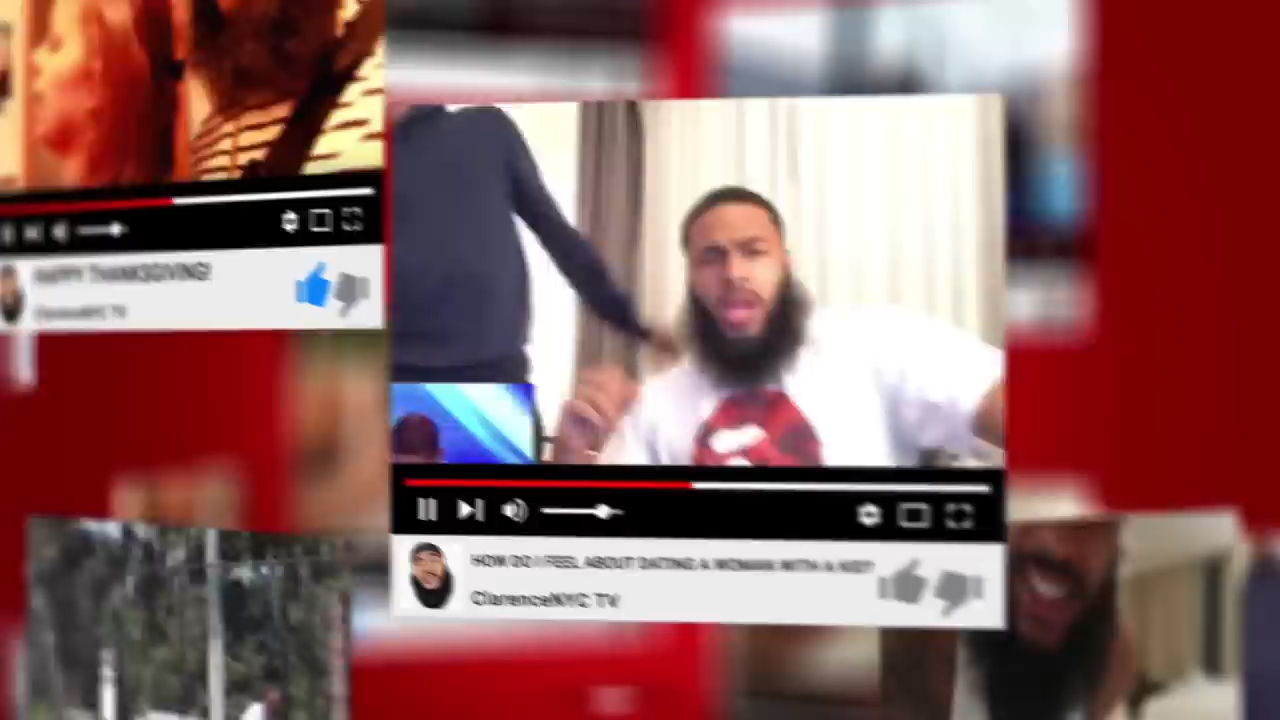 HAPPY THANKSGIVING!
ClarenceNYC TV
HOW DO I FEEL ABOUT DATING A WOMAN WITH A KID?
ClarenceNYC TV